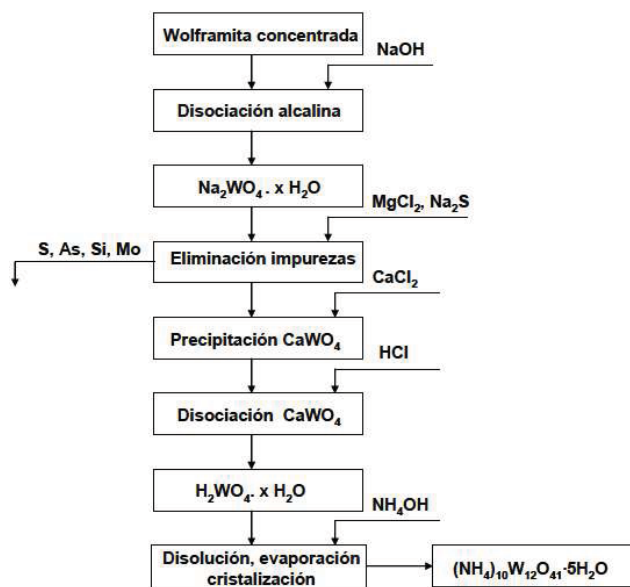 Wolframita concentrada
NaOH
Disociación alcalina
Na₂WO₄ . x H₂O
MgCl₂, Na₂S
S, As, Si, Mo
Eliminación impurezas
CaCl₂
Precipitación CaWO₄
HCl
Disociación CaWO₄
H₂WO₄. x H₂O
NH₄OH
Disolución, evaporación
cristalización
(NH₄)₁₀W₁₂O₄₁·5H₂O